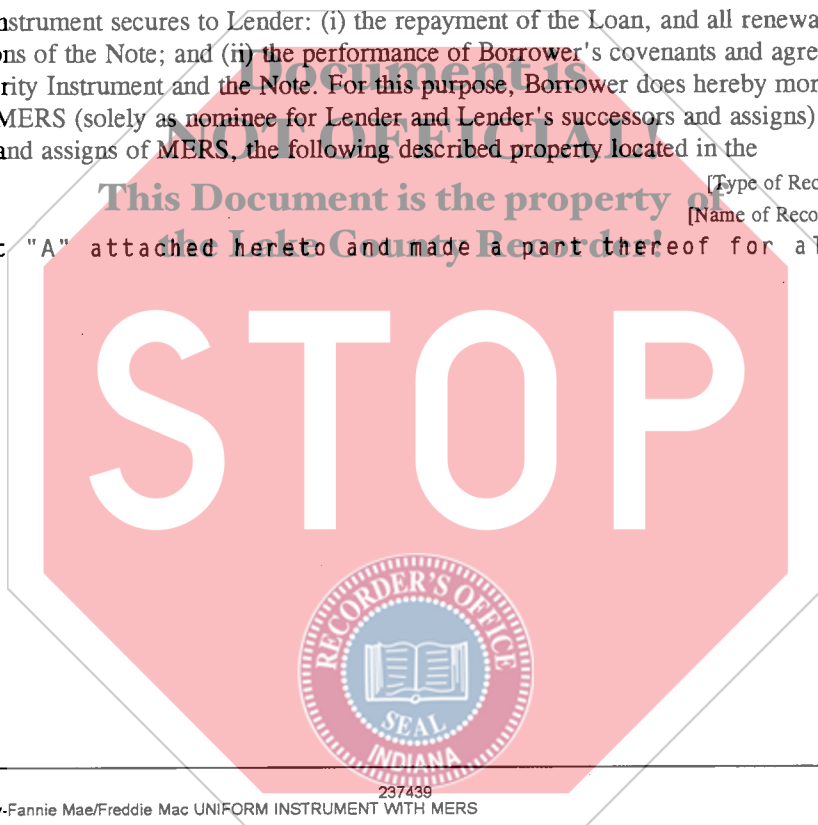 nstrument secures to Lender: (i) the repayment of the Loan, and all renewa
ons of the Note; and (ii) the performance of Borrower's covenants and agre
rity Instrument and the Note. For this purpose, Borrower does hereby mor
MERS (solely as nominee for Lender and Lender's successors and assigns)
and assigns of MERS, the following described property located in the
Document is
NOT OFFICIAL!
This Document is the property of
the Lake County Recorder!
[Type of Rec
[Name of Reco
t "A" attached hereto and made a part thereof for al
STOP
RECORDER'S OFFICE
SEAL
INDIANA
237439
-Fannie Mae/Freddie Mac UNIFORM INSTRUMENT WITH MERS